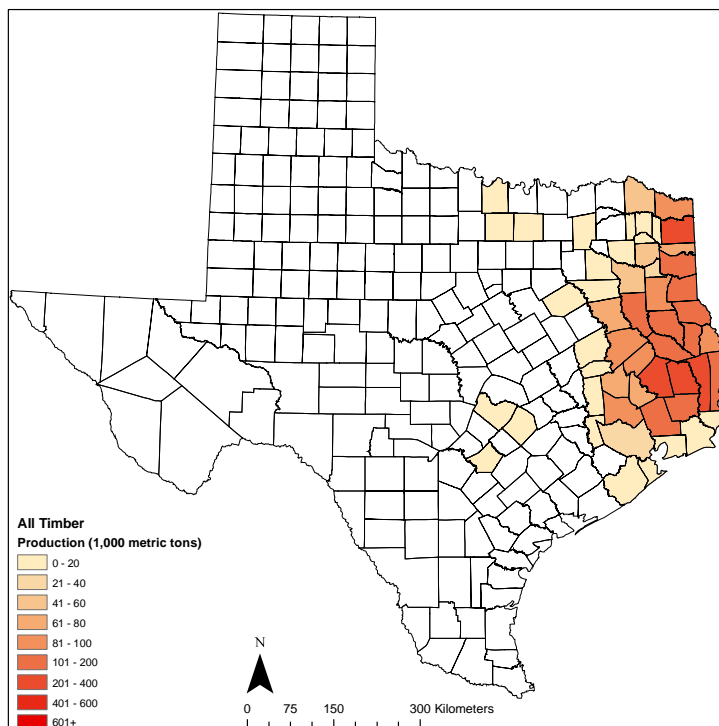 All Timber
Production (1,000 metric tons)
0 - 20
21 - 40
41 - 60
61 - 80
81 - 100
101 - 200
201 - 400
401 - 600
601+
N
0 75 150 300 Kilometers